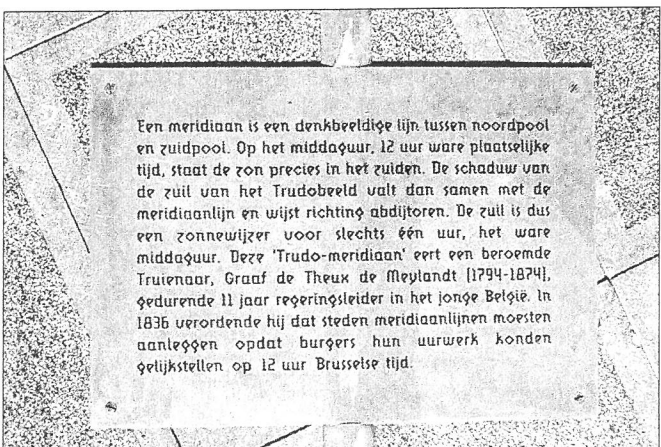 Een meridiaan is een denkbeeldige lijn tussen noordpool
en zuidpool. Op het middaguur, 12 uur ware plaatselijke
tijd, staat de zon precies in het zuiden. De schaduw van
de zuil van het Trudobeeld valt dan samen met de
meridiaanlijn en wijst richting abdijtoren. De zuil is dus
een zonnewijzer voor slechts één uur, het ware
middaguur. Deze 'Trudo-meridiaan' eert een beroemde
Truienaar, Graaf de Theux de Meylandt (1794-1874),
gedurende 11 jaar regeringsleider in het jonge België. In
1836 verordende hij dat steden meridiaanlijnen moesten
aanleggen opdat burgers hun uurwerk konden
gelijkstellen op 12 uur Brusselse tijd.